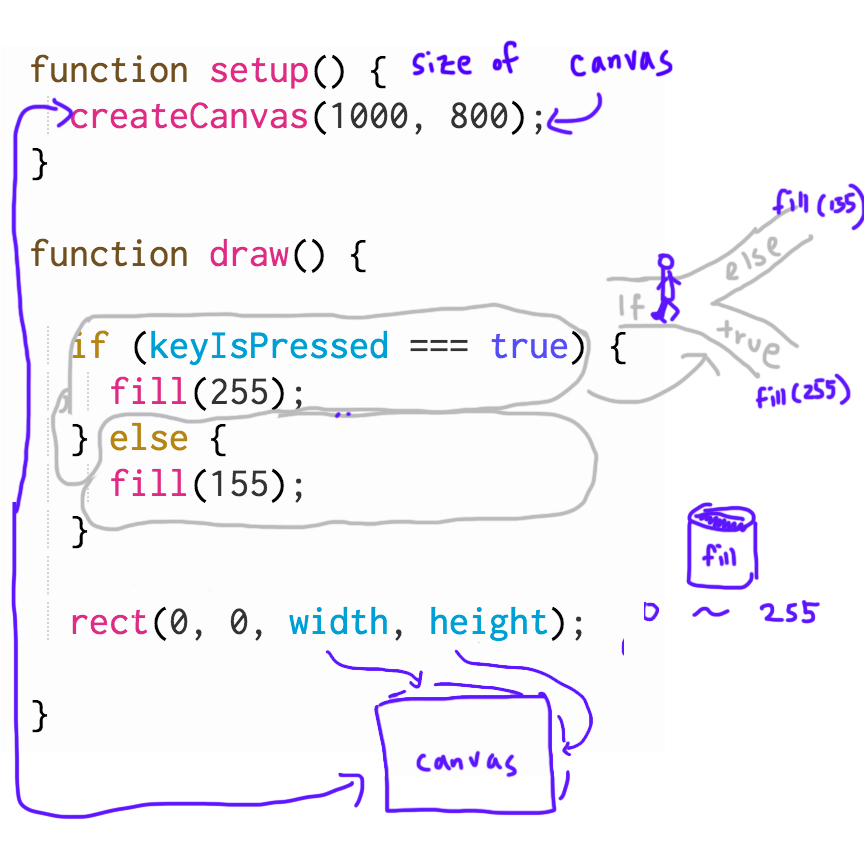 function setup() { size of canvas
createCanvas(1000, 800);
}
fill(155)
function draw() {
else
If
if (keyIsPressed === true) {
true
fill(255);
fill(255)
} else {
fill(155);
}
fill
0 ~ 255
rect(0, 0, width, height);
}
canvas